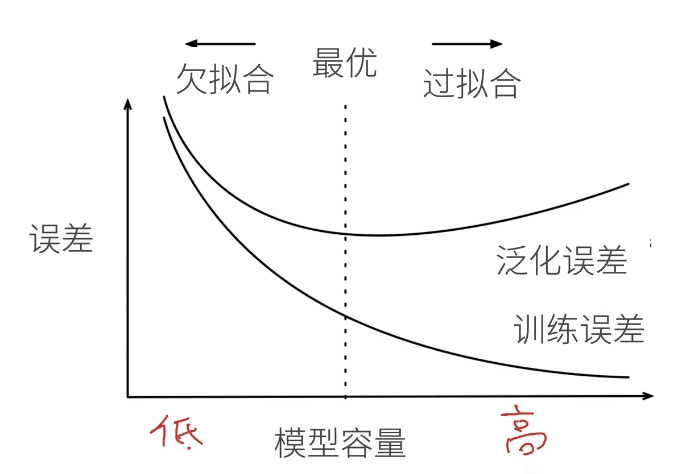 欠拟合 最优 过拟合
误差
泛化误差
训练误差
低 模型容量 高